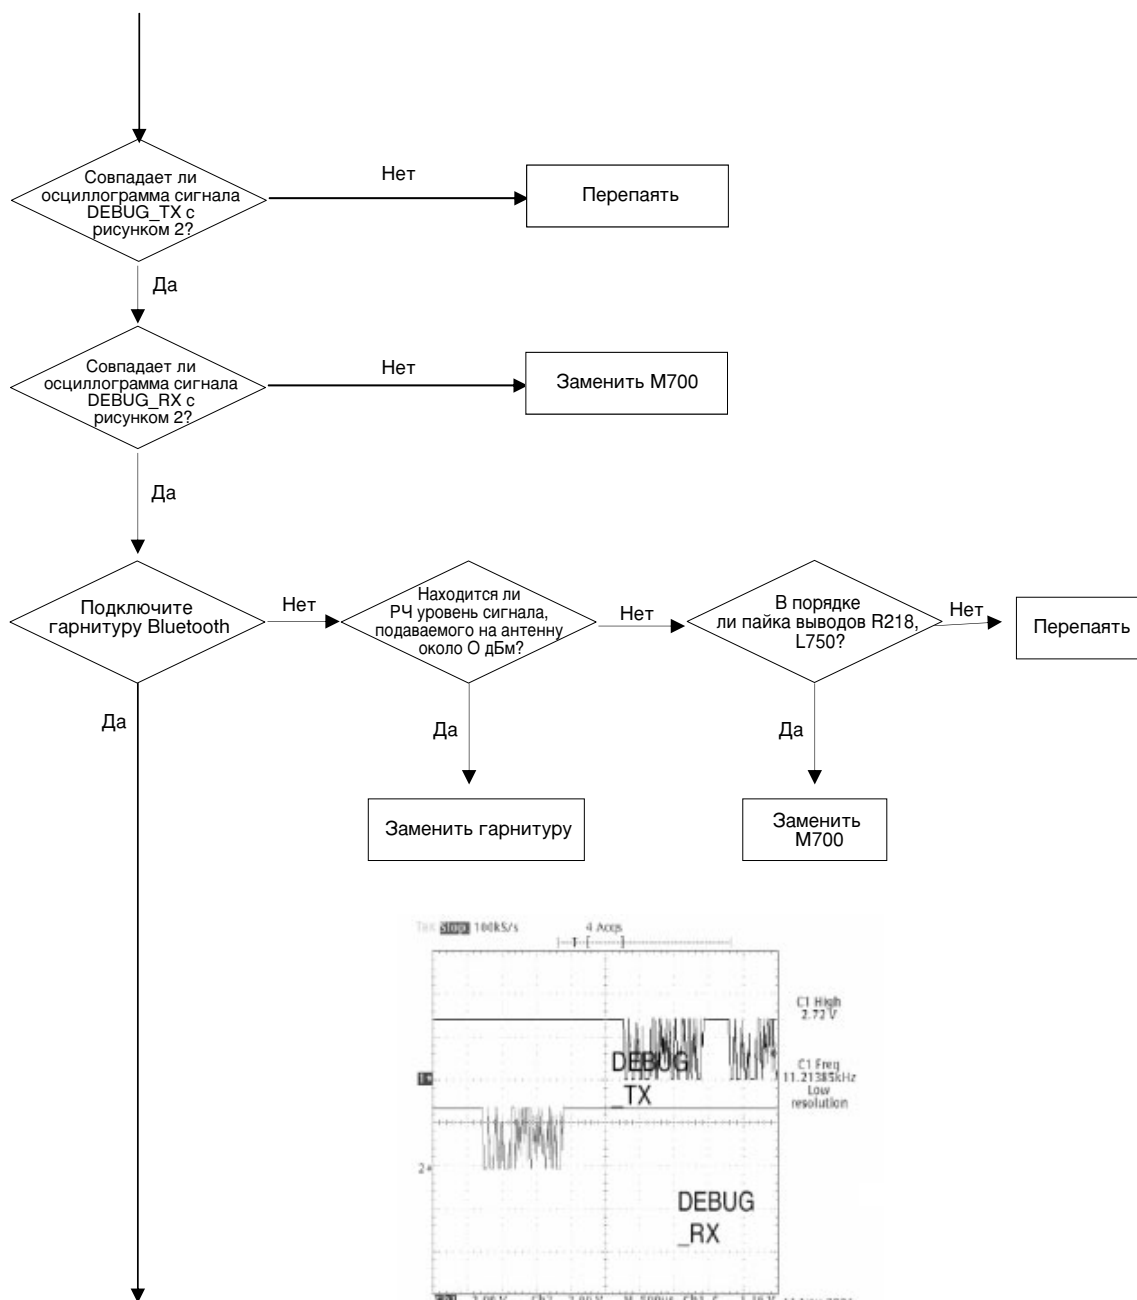 Совпадает ли
осциллограмма сигнала
DEBUG_TX с
рисунком 2?
Нет
Перепаять
Да
Совпадает ли
осциллограмма сигнала
DEBUG_RX с
рисунком 2?
Нет
Заменить M700
Да
Подключите
гарнитуру Bluetooth
Нет
Находится ли
РЧ уровень сигнала,
подаваемого на антенну
около О дБм?
Нет
В порядке
ли пайка выводов R218,
L750?
Нет
Перепаять
Да
Да
Да
Заменить гарнитуру
Заменить
M700
Stop 100kS/s
4 Acqs
T
C1 High
2.72 V
DEBUG
_TX
C1 Freq
11.21385kHz
Low
resolution
2
DEBUG
_RX